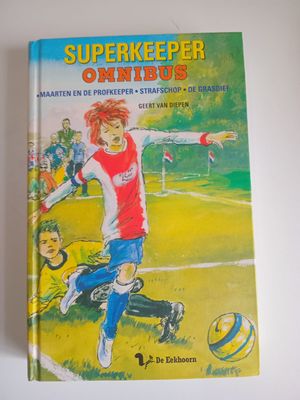 SUPERKEEPER
OMNIBUS
•MAARTEN EN DE PROFKEEPER • STRAFSCHOP • DE GRASDIEF
GEERT VAN DIEPEN
De Eekhoorn